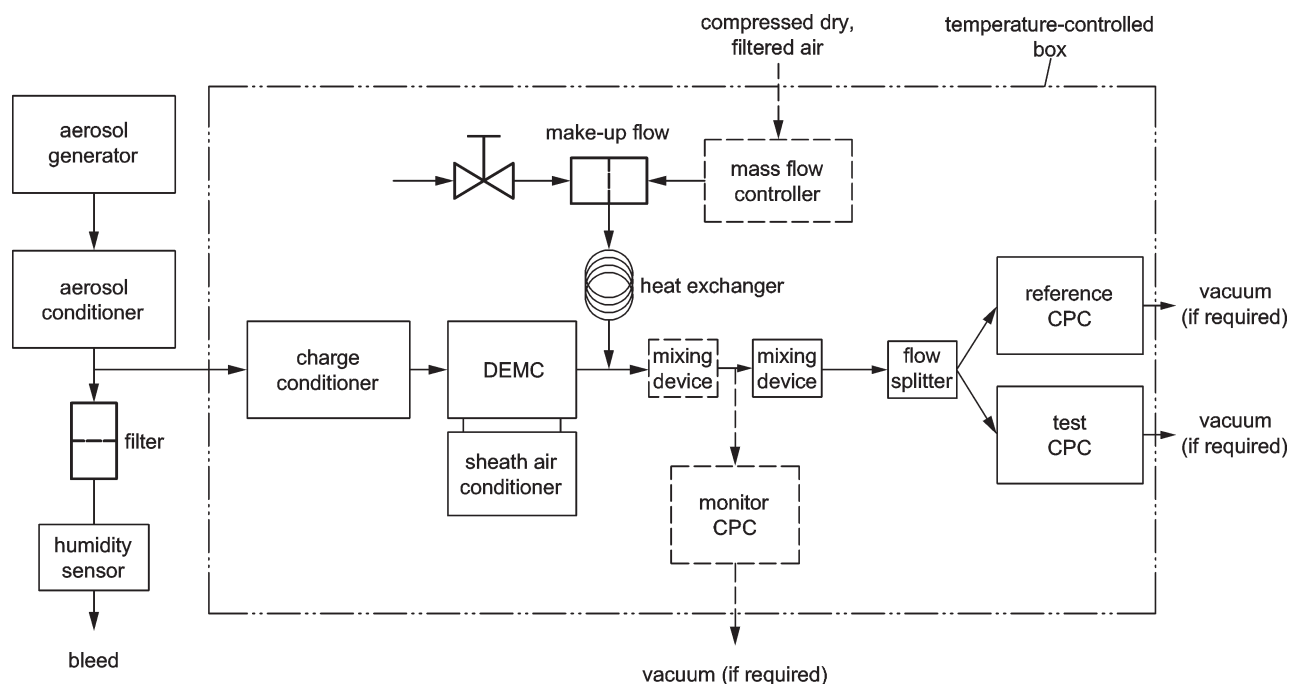 compressed dry,
filtered air
temperature-controlled
box
aerosol
generator
make-up flow
mass flow
controller
aerosol
conditioner
heat exchanger
reference
CPC
vacuum
(if required)
charge
conditioner
DEMC
mixing
device
mixing
device
flow
splitter
filter
sheath air
conditioner
test
CPC
vacuum
(if required)
monitor
CPC
humidity
sensor
bleed
vacuum (if required)